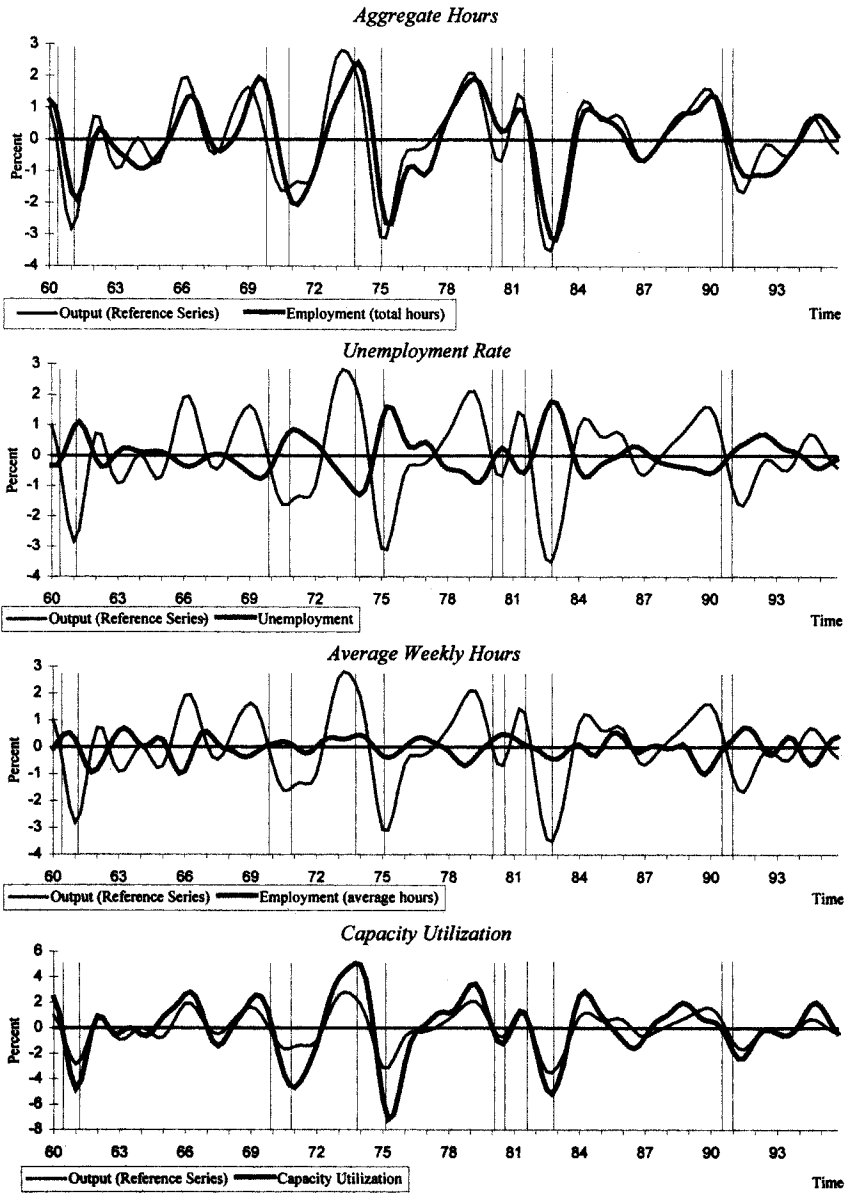 Aggregate Hours
3
2
1
0
-1
-2
-3
-4
Percent
60 63 66 69 72 75 78 81 84 87 90 93
Output (Reference Series) Employment (total hours)
Time
Unemployment Rate
3
2
1
0
-1
-2
-3
-4
Percent
60 63 66 69 72 75 78 81 84 87 90 93
Output (Reference Series) Unemployment
Time
Average Weekly Hours
3
2
1
0
-1
-2
-3
-4
Percent
60 63 66 69 72 75 78 81 84 87 90 93
Output (Reference Series) Employment (average hours)
Time
Capacity Utilization
6
4
2
0
-2
-4
-6
-8
Percent
60 63 66 69 72 75 78 81 84 87 90 93
Output (Reference Series) Capacity Utilization
Time